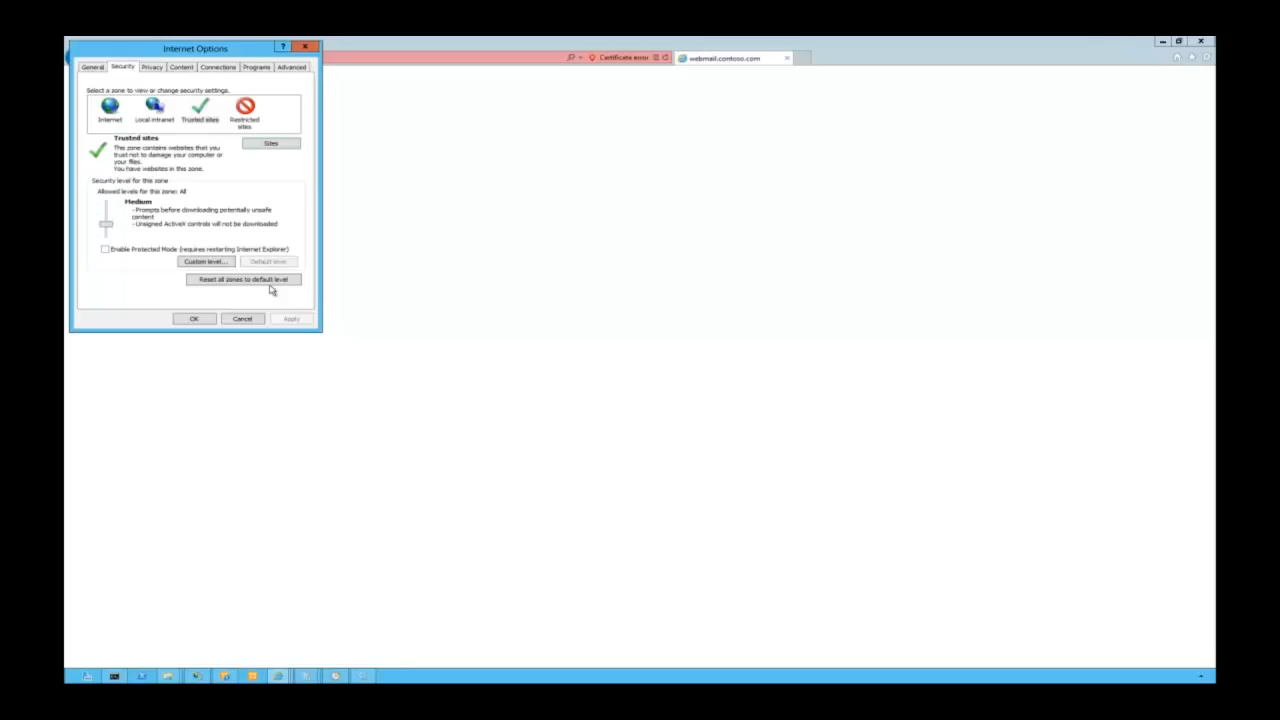 Internet Options
?
Certificate error
webmail.contoso.com
General Security Privacy Content Connections Programs Advanced
Select a zone to view or change security settings.
Internet Local intranet Trusted sites Restricted
sites
Trusted sites
Sites
This zone contains websites that you
trust not to damage your computer or
your files.
You have websites in this zone.
Security level for this zone
Allowed levels for this zone: All
Medium
- Prompts before downloading potentially unsafe
content
- Unsigned ActiveX controls will not be downloaded
Enable Protected Mode (requires restarting Internet Explorer)
Custom level... Default level
Reset all zones to default level
OK Cancel Apply